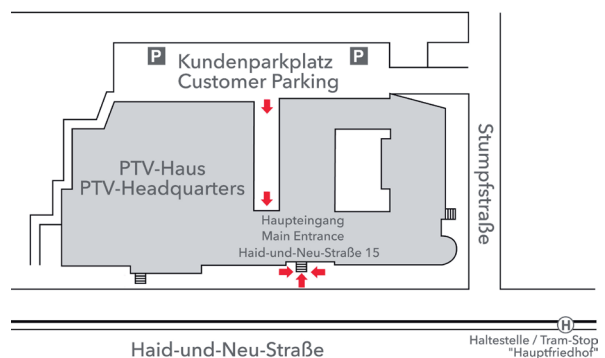 P
P
Kundenparkplatz
Customer Parking
PTV-Haus
PTV-Headquarters
Stumpfstraße
Haupteingang
Main Entrance
Haid-und-Neu-Straße 15
H
Haltestelle / Tram-Stop
"Hauptfriedhof"
Haid-und-Neu-Straße